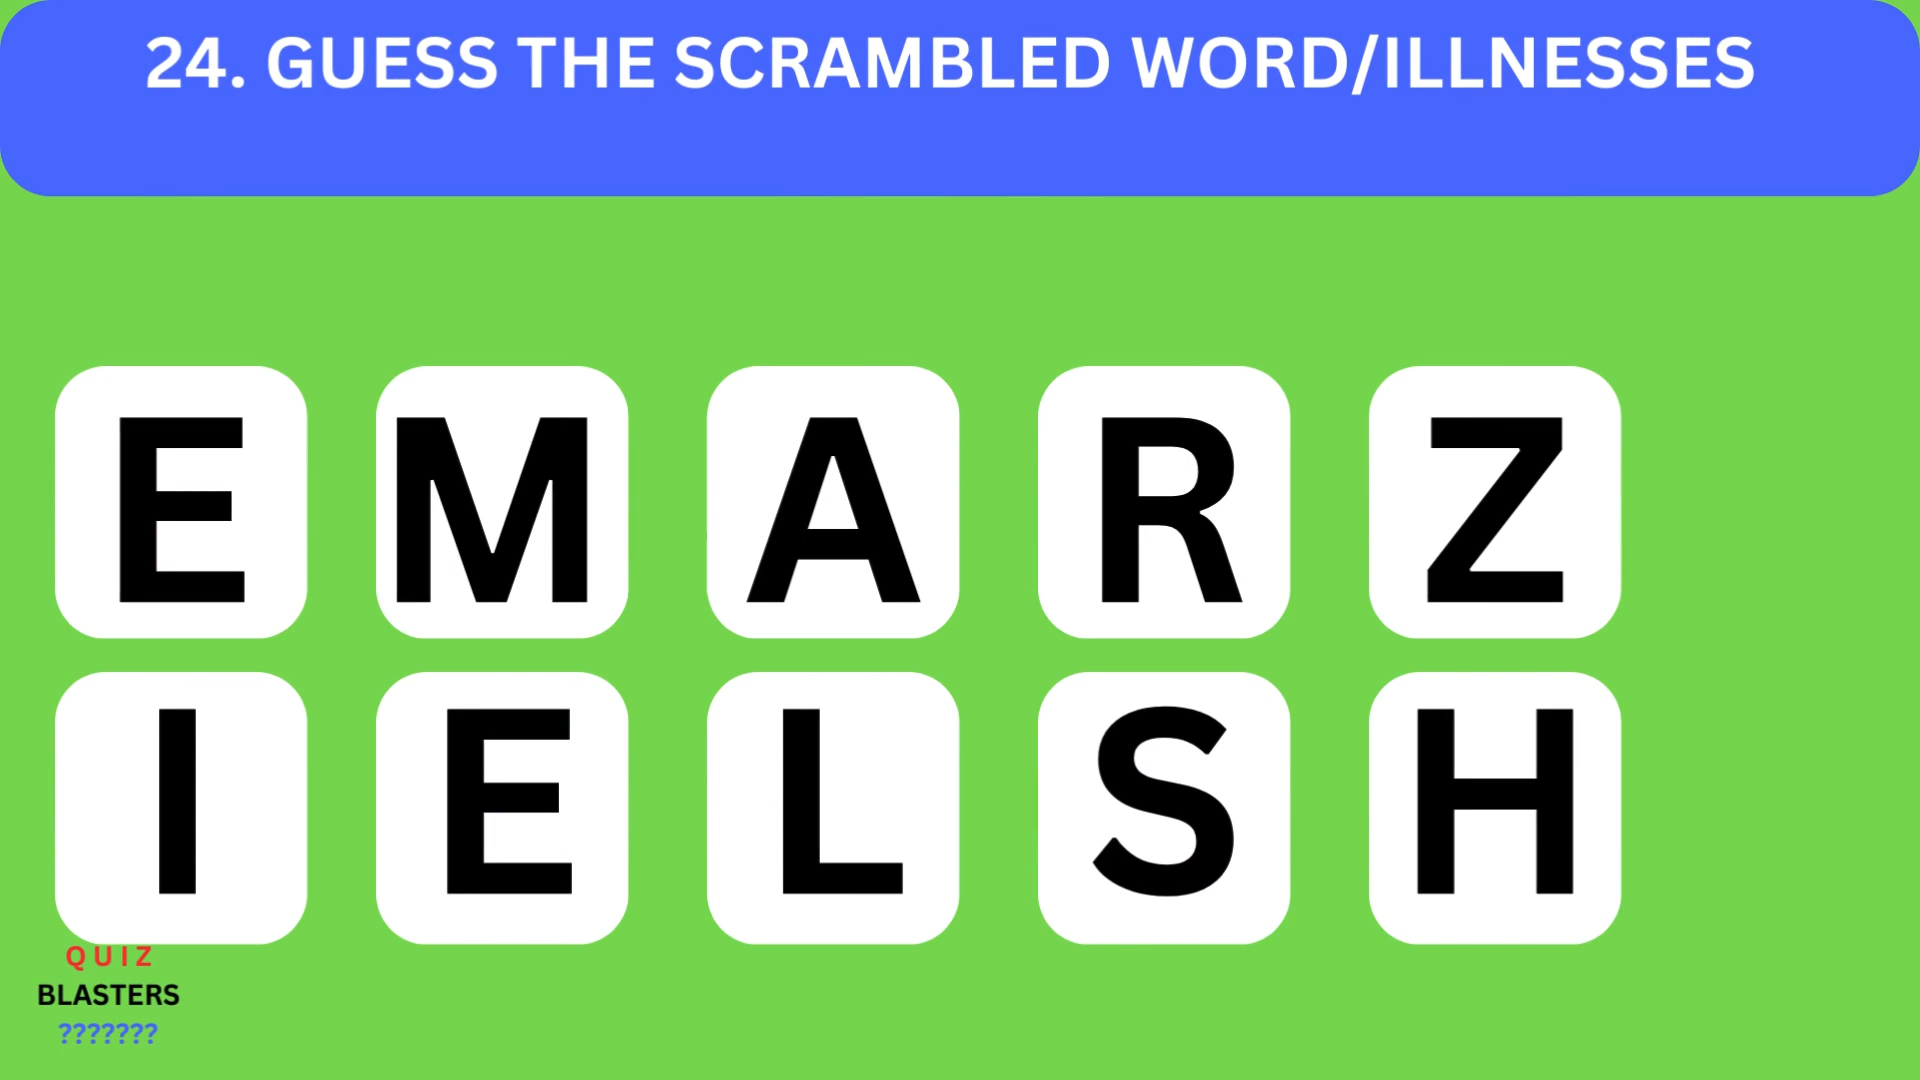 24. GUESS THE SCRAMBLED WORD/ILLNESSES
E M A R Z
I E L S H
QUIZ
BLASTERS
???????